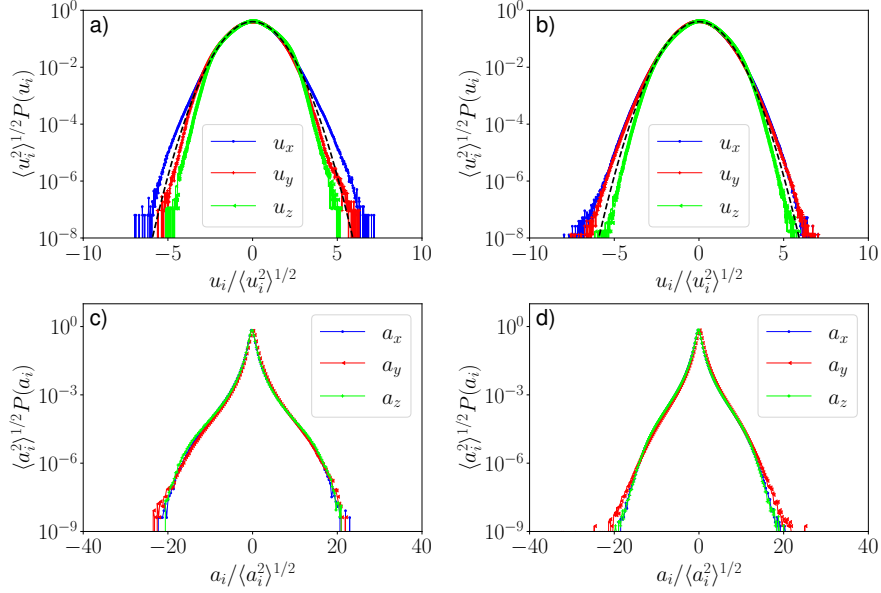 a)
⟨u_i^2⟩^{1/2}P(u_i)
10^0
10^{-2}
10^{-4}
10^{-6}
10^{-8}
u_x
u_y
u_z
−10 −5 0 5 10
u_i/⟨u_i^2⟩^{1/2}
b)
⟨u_i^2⟩^{1/2}P(u_i)
10^0
10^{-2}
10^{-4}
10^{-6}
10^{-8}
u_x
u_y
u_z
−10 −5 0 5 10
u_i/⟨u_i^2⟩^{1/2}
c)
⟨a_i^2⟩^{1/2}P(a_i)
10^0
10^{-3}
10^{-6}
10^{-9}
a_x
a_y
a_z
−40 −20 0 20 40
a_i/⟨a_i^2⟩^{1/2}
d)
⟨a_i^2⟩^{1/2}P(a_i)
10^0
10^{-3}
10^{-6}
10^{-9}
a_x
a_y
a_z
−40 −20 0 20 40
a_i/⟨a_i^2⟩^{1/2}